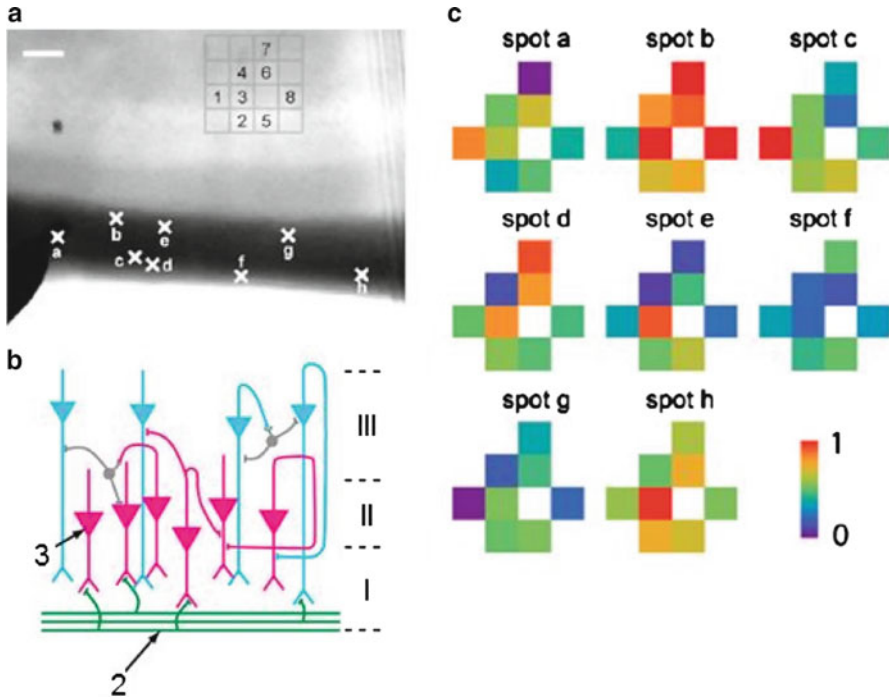 a
7
4 6
1 3 8
2 5
b
e
a
c
d
f
g
h
b
III
II
I
3
2
c
spot a
spot b
spot c
spot d
spot e
spot f
spot g
spot h
1
0